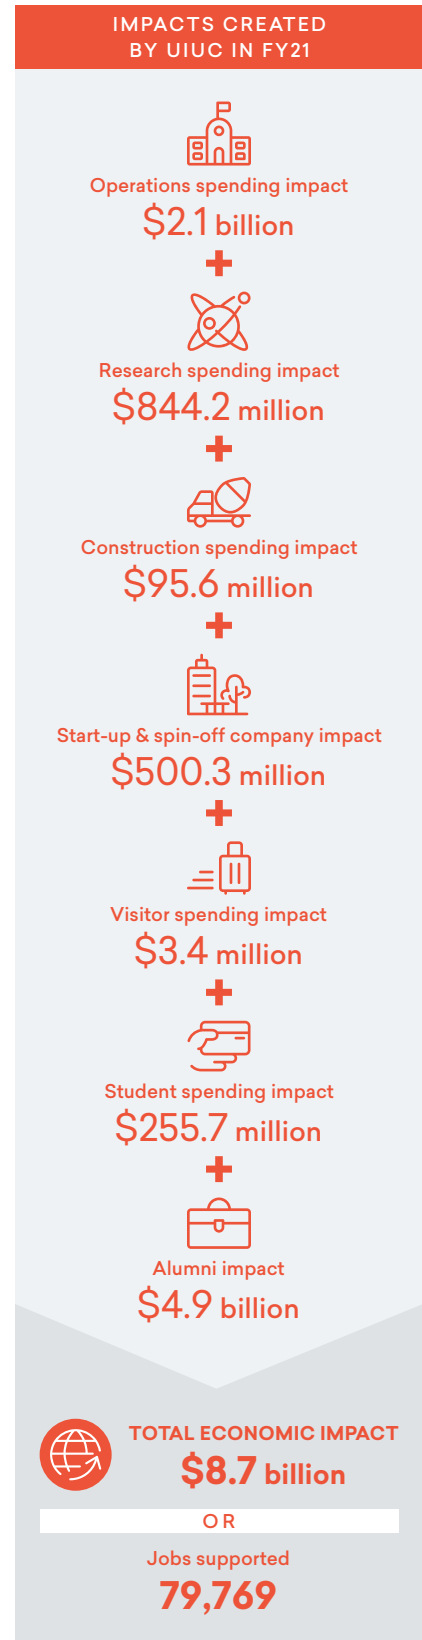 IMPACTS CREATED
BY UIUC IN FY21
Operations spending impact
$2.1 billion
+
Research spending impact
$844.2 million
+
Construction spending impact
$95.6 million
+
Start-up & spin-off company impact
$500.3 million
+
Visitor spending impact
$3.4 million
+
Student spending impact
$255.7 million
+
Alumni impact
$4.9 billion
TOTAL ECONOMIC IMPACT
$8.7 billion
OR
Jobs supported
79,769